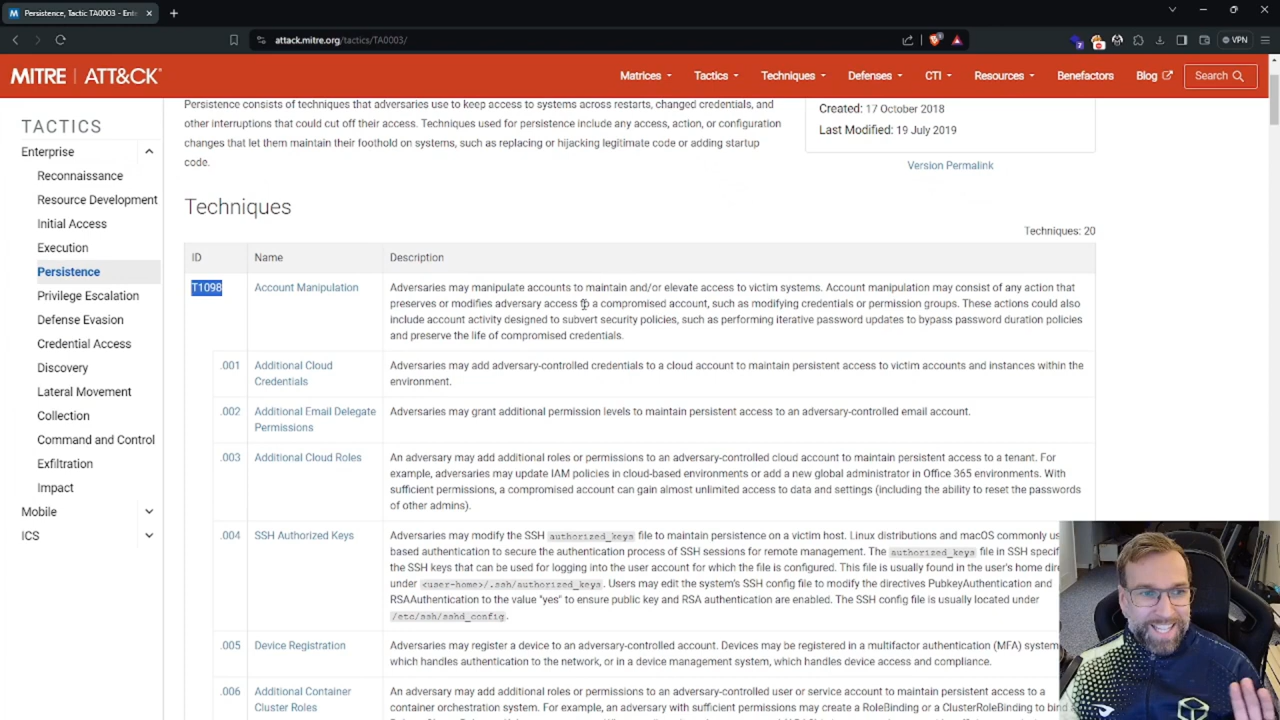 Persistence, Tactic TA0003 - Ente
attack.mitre.org/tactics/TA0003/
1
7
VPN
MITRE | ATT&CK®
Matrices
Tactics
Techniques
Defenses
CTI
Resources
Benefactors
Blog
Search
TACTICS
Enterprise
Reconnaissance
Resource Development
Initial Access
Execution
Persistence
Privilege Escalation
Defense Evasion
Credential Access
Discovery
Lateral Movement
Collection
Command and Control
Exfiltration
Impact
Mobile
ICS
Persistence consists of techniques that adversaries use to keep access to systems across restarts, changed credentials, and
other interruptions that could cut off their access. Techniques used for persistence include any access, action, or configuration
changes that let them maintain their foothold on systems, such as replacing or hijacking legitimate code or adding startup
code.
Created: 17 October 2018
Last Modified: 19 July 2019
Version Permalink
Techniques
Techniques: 20
ID Name Description
T1098 Account Manipulation Adversaries may manipulate accounts to maintain and/or elevate access to victim systems. Account manipulation may consist of any action that
preserves or modifies adversary access to a compromised account, such as modifying credentials or permission groups. These actions could also
include account activity designed to subvert security policies, such as performing iterative password updates to bypass password duration policies
and preserve the life of compromised credentials.
.001 Additional Cloud Adversaries may add adversary-controlled credentials to a cloud account to maintain persistent access to victim accounts and instances within the
Credentials environment.
.002 Additional Email Delegate Adversaries may grant additional permission levels to maintain persistent access to an adversary-controlled email account.
Permissions
.003 Additional Cloud Roles An adversary may add additional roles or permissions to an adversary-controlled cloud account to maintain persistent access to a tenant. For
example, adversaries may update IAM policies in cloud-based environments or add a new global administrator in Office 365 environments. With
sufficient permissions, a compromised account can gain almost unlimited access to data and settings (including the ability to reset the passwords
of other admins).
.004 SSH Authorized Keys Adversaries may modify the SSH authorized_keys file to maintain persistence on a victim host. Linux distributions and macOS commonly us
based authentication to secure the authentication process of SSH sessions for remote management. The authorized_keys file in SSH specif
the SSH keys that can be used for logging into the user account for which the file is configured. This file is usually found in the user's home dire
under <user-home>/.ssh/authorized_keys. Users may edit the system's SSH config file to modify the directives PubkeyAuthentication and
RSAAuthentication to the value "yes" to ensure public key and RSA authentication are enabled. The SSH config file is usually located under
/etc/ssh/sshd_config.
.005 Device Registration Adversaries may register a device to an adversary-controlled account. Devices may be registered in a multifactor authentication (MFA) system
which handles authentication to the network, or in a device management system, which handles device access and compliance.
.006 Additional Container An adversary may add additional roles or permissions to an adversary-controlled user or service account to maintain persistent access to a
Cluster Roles container orchestration system. For example, an adversary with sufficient permissions may create a RoleBinding or a ClusterRoleBinding to bind